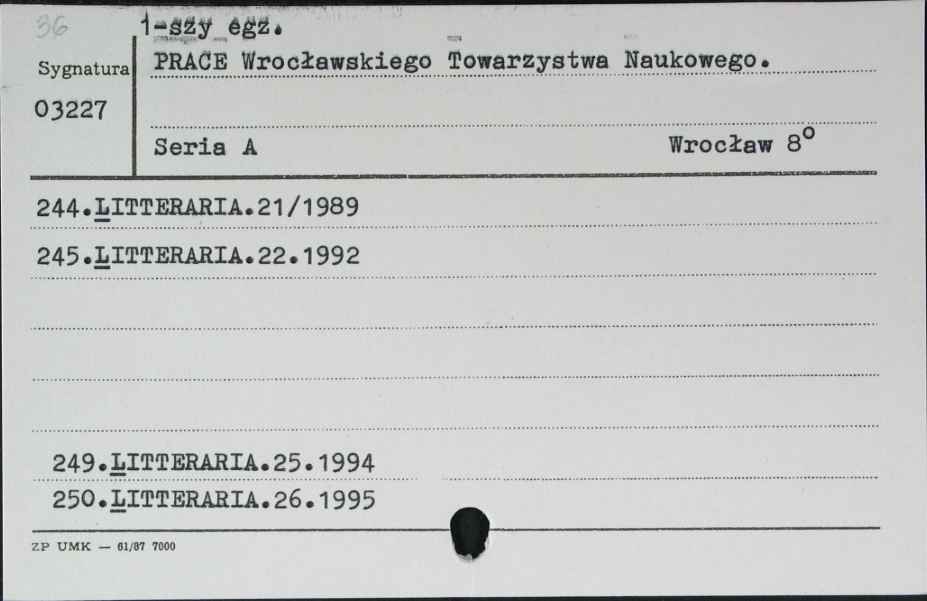 36
1-szy egz.
Sygnatura
PRACE Wrocławskiego Towarzystwa Naukowego.
03227
Seria A Wrocław 8°
244.LITTERARIA.21/1989
245.LITTERARIA.22.1992
249.LITTERARIA.25.1994
250.LITTERARIA.26.1995
ZP UMK — 61/87 7000